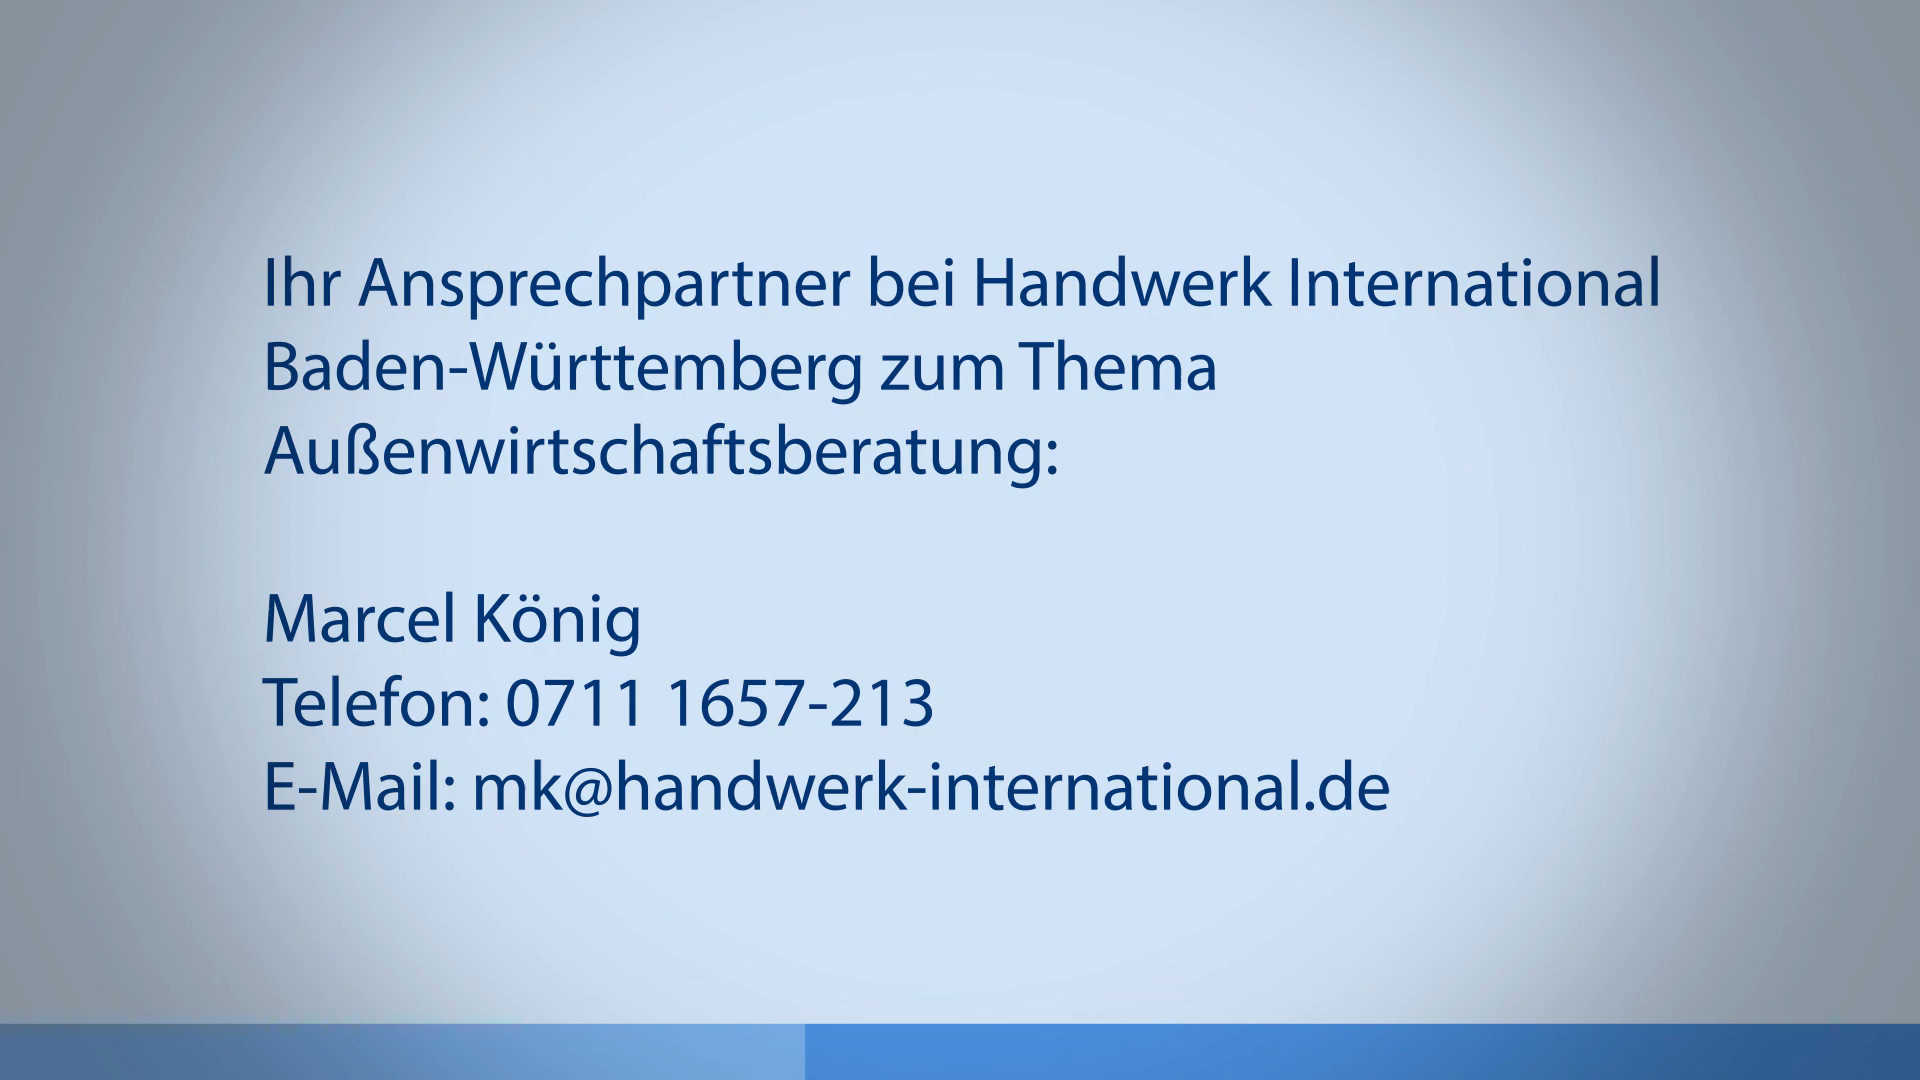 Ihr Ansprechpartner bei Handwerk International
Baden-Württemberg zum Thema
Außenwirtschaftsberatung:
Marcel König
Telefon: 0711 1657-213
E-Mail: mk@handwerk-international.de